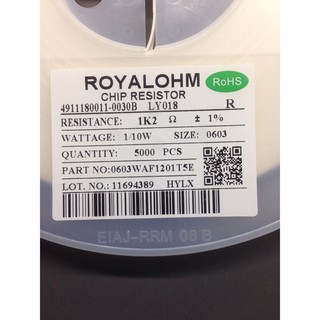 ROYALOHM RoHS
CHIP RESISTOR
4911180011-0030B LY018 R
RESISTANCE: 1K2 Ω ± 1%
WATTAGE: 1/10W SIZE: 0603
QUANTITY: 5000 PCS
PART NO:0603WAF1201T5E
LOT. NO.: 11694389 HYLX
EIAJ-RRM 08 B